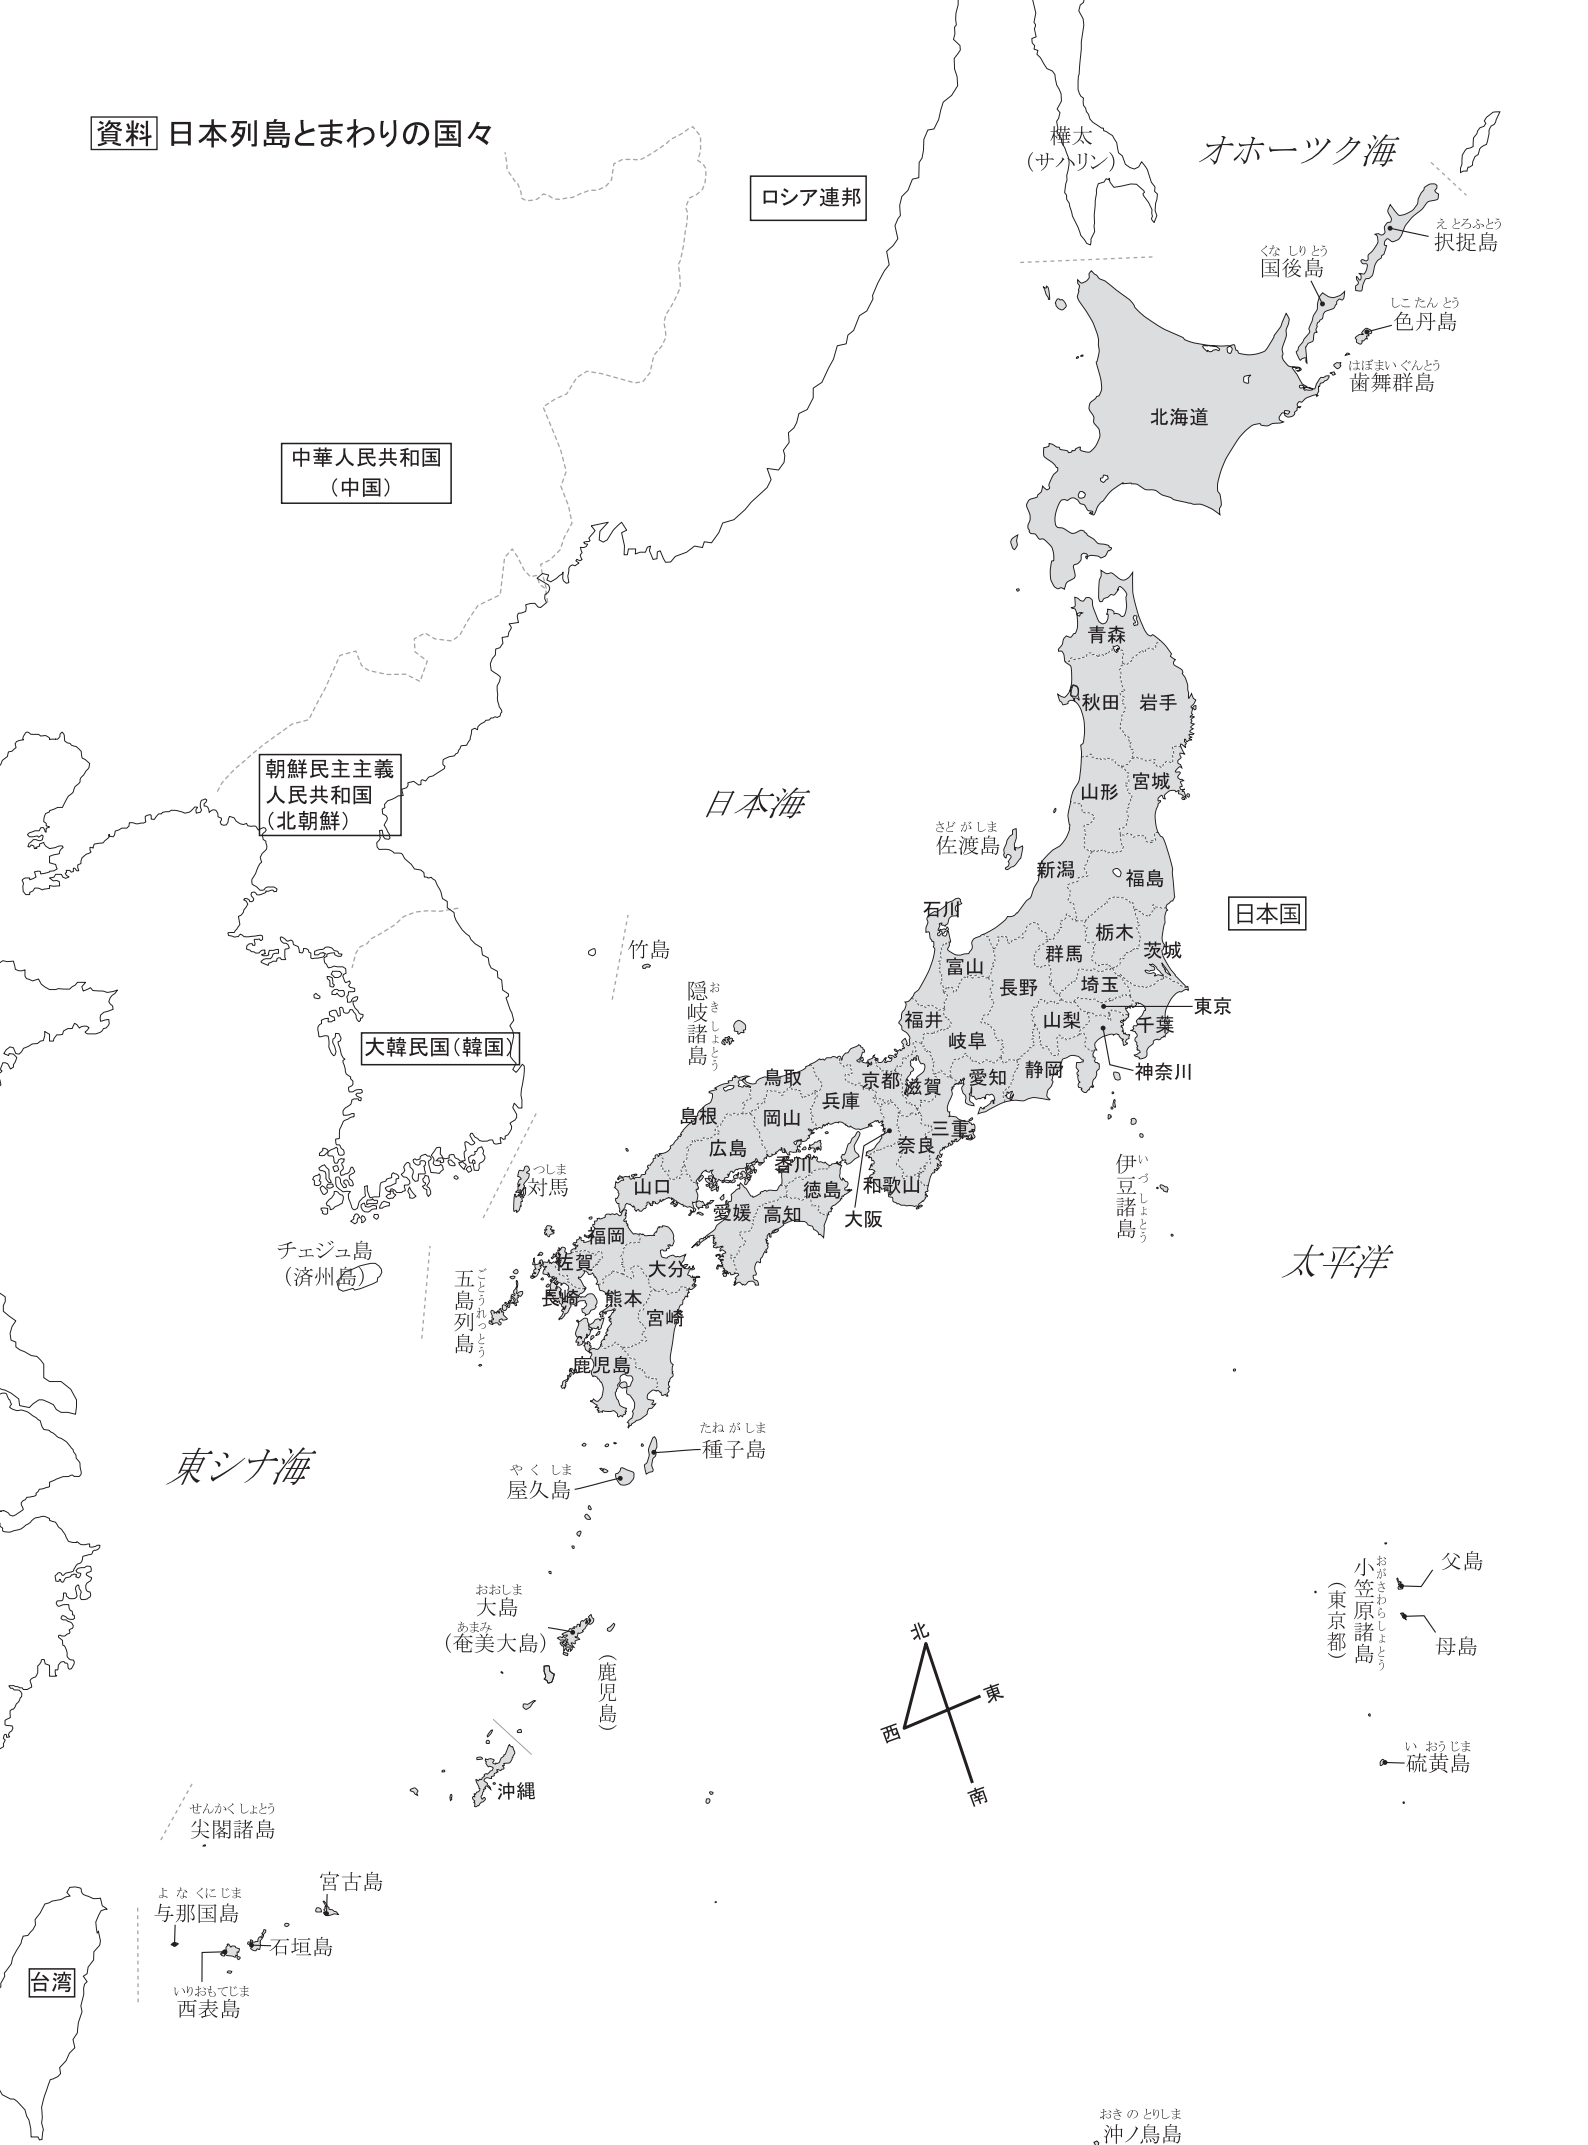 資料 日本列島とまわりの国々
ロシア連邦
樺太
(サハリン)
オホーツク海
えとろふとう
択捉島
くなしりとう
国後島
しこたんとう
色丹島
はぼまいぐんとう
歯舞群島
北海道
中華人民共和国
(中国)
青森
秋田
岩手
朝鮮民主主義
人民共和国
(北朝鮮)
日本海
山形
宮城
さどがしま
佐渡島
新潟
福島
石川
日本国
栃木
群馬
茨城
竹島
富山
長野
埼玉
おきしょとう
隠岐諸島
東京
福井
山梨
千葉
大韓民国(韓国)
岐阜
静岡
神奈川
鳥取
京都
滋賀
愛知
兵庫
島根
岡山
三重
広島
奈良
香川
つしま
対馬
山口
徳島
和歌山
いづしょとう
伊豆諸島
愛媛
高知
大阪
福岡
チェジュ島
(済州島)
佐賀
大分
太平洋
ごとうれっとう
五島列島
長崎
熊本
宮崎
鹿児島
たねがしま
種子島
東シナ海
やくしま
屋久島
おがさわらしょとう
小笠原諸島
(東京都)
父島
母島
おおしま
大島
あまみ
(奄美大島)
(鹿児島)
北
東
西
南
いおうじま
硫黄島
沖縄
せんかくしょとう
尖閣諸島
宮古島
よなくにじま
与那国島
石垣島
台湾
いりおもてじま
西表島
おきのとりしま
沖ノ鳥島